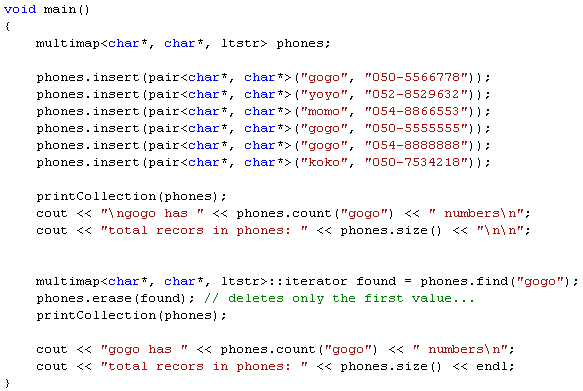 void main()
{
    multimap<char*, char*, ltstr> phones;

    phones.insert(pair<char*, char*>("gogo", "050-5566778"));
    phones.insert(pair<char*, char*>("yoyo", "052-8529632"));
    phones.insert(pair<char*, char*>("momo", "054-8866553"));
    phones.insert(pair<char*, char*>("gogo", "050-5555555"));
    phones.insert(pair<char*, char*>("gogo", "054-8888888"));
    phones.insert(pair<char*, char*>("koko", "050-7534218"));

    printCollection(phones);
    cout << "\ngogo has " << phones.count("gogo") << " numbers\n";
    cout << "total recors in phones: " << phones.size() << "\n\n";

    multimap<char*, char*, ltstr>::iterator found = phones.find("gogo");
    phones.erase(found); // deletes only the first value...
    printCollection(phones);

    cout << "gogo has " << phones.count("gogo") << " numbers\n";
    cout << "total recors in phones: " << phones.size() << endl;
}